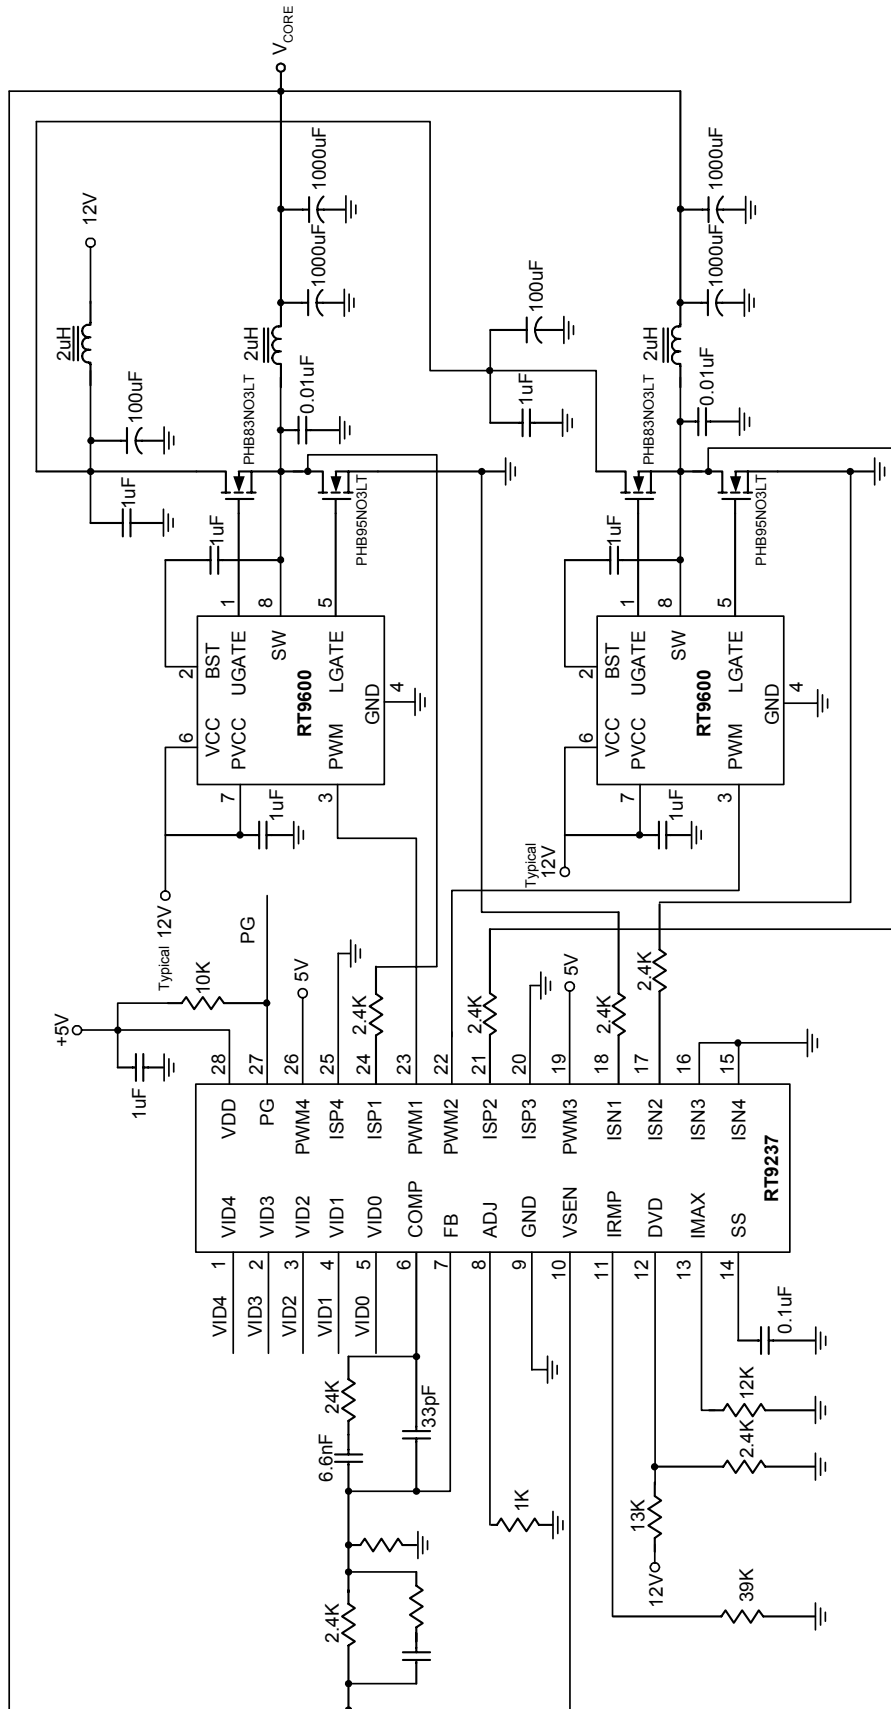 V_CORE
12V
2uH
100uF
1uF
1000uF
1000uF
2uH
0.01uF
PHB83NO3LT
PHB95NO3LT
1uF
100uF
1uF
1000uF
1000uF
2uH
0.01uF
PHB83NO3LT
PHB95NO3LT
1uF
2
BST
1
UGATE
8
SW
5
LGATE
6
VCC
7
PVCC
3
PWM
GND
4
RT9600
Typical 12V
1uF
2
BST
1
UGATE
8
SW
5
LGATE
6
VCC
7
PVCC
3
PWM
GND
4
RT9600
Typical
12V
1uF
+5V
1uF
10K
PG
5V
2.4K
2.4K
5V
2.4K
2.4K
28
VDD
27
PG
26
PWM4
25
ISP4
24
ISP1
23
PWM1
22
PWM2
21
ISP2
20
ISP3
19
PWM3
18
ISN1
17
ISN2
16
ISN3
15
ISN4
RT9237
VID4
1
VID4
VID3
2
VID3
VID2
3
VID2
VID1
4
VID1
VID0
5
VID0
COMP
6
FB
7
ADJ
8
GND
9
VSEN
10
IRMP
11
DVD
12
IMAX
13
SS
14
24K
6.6nF
33pF
2.4K
1K
0.1uF
12K
2.4K
13K
12V
39K